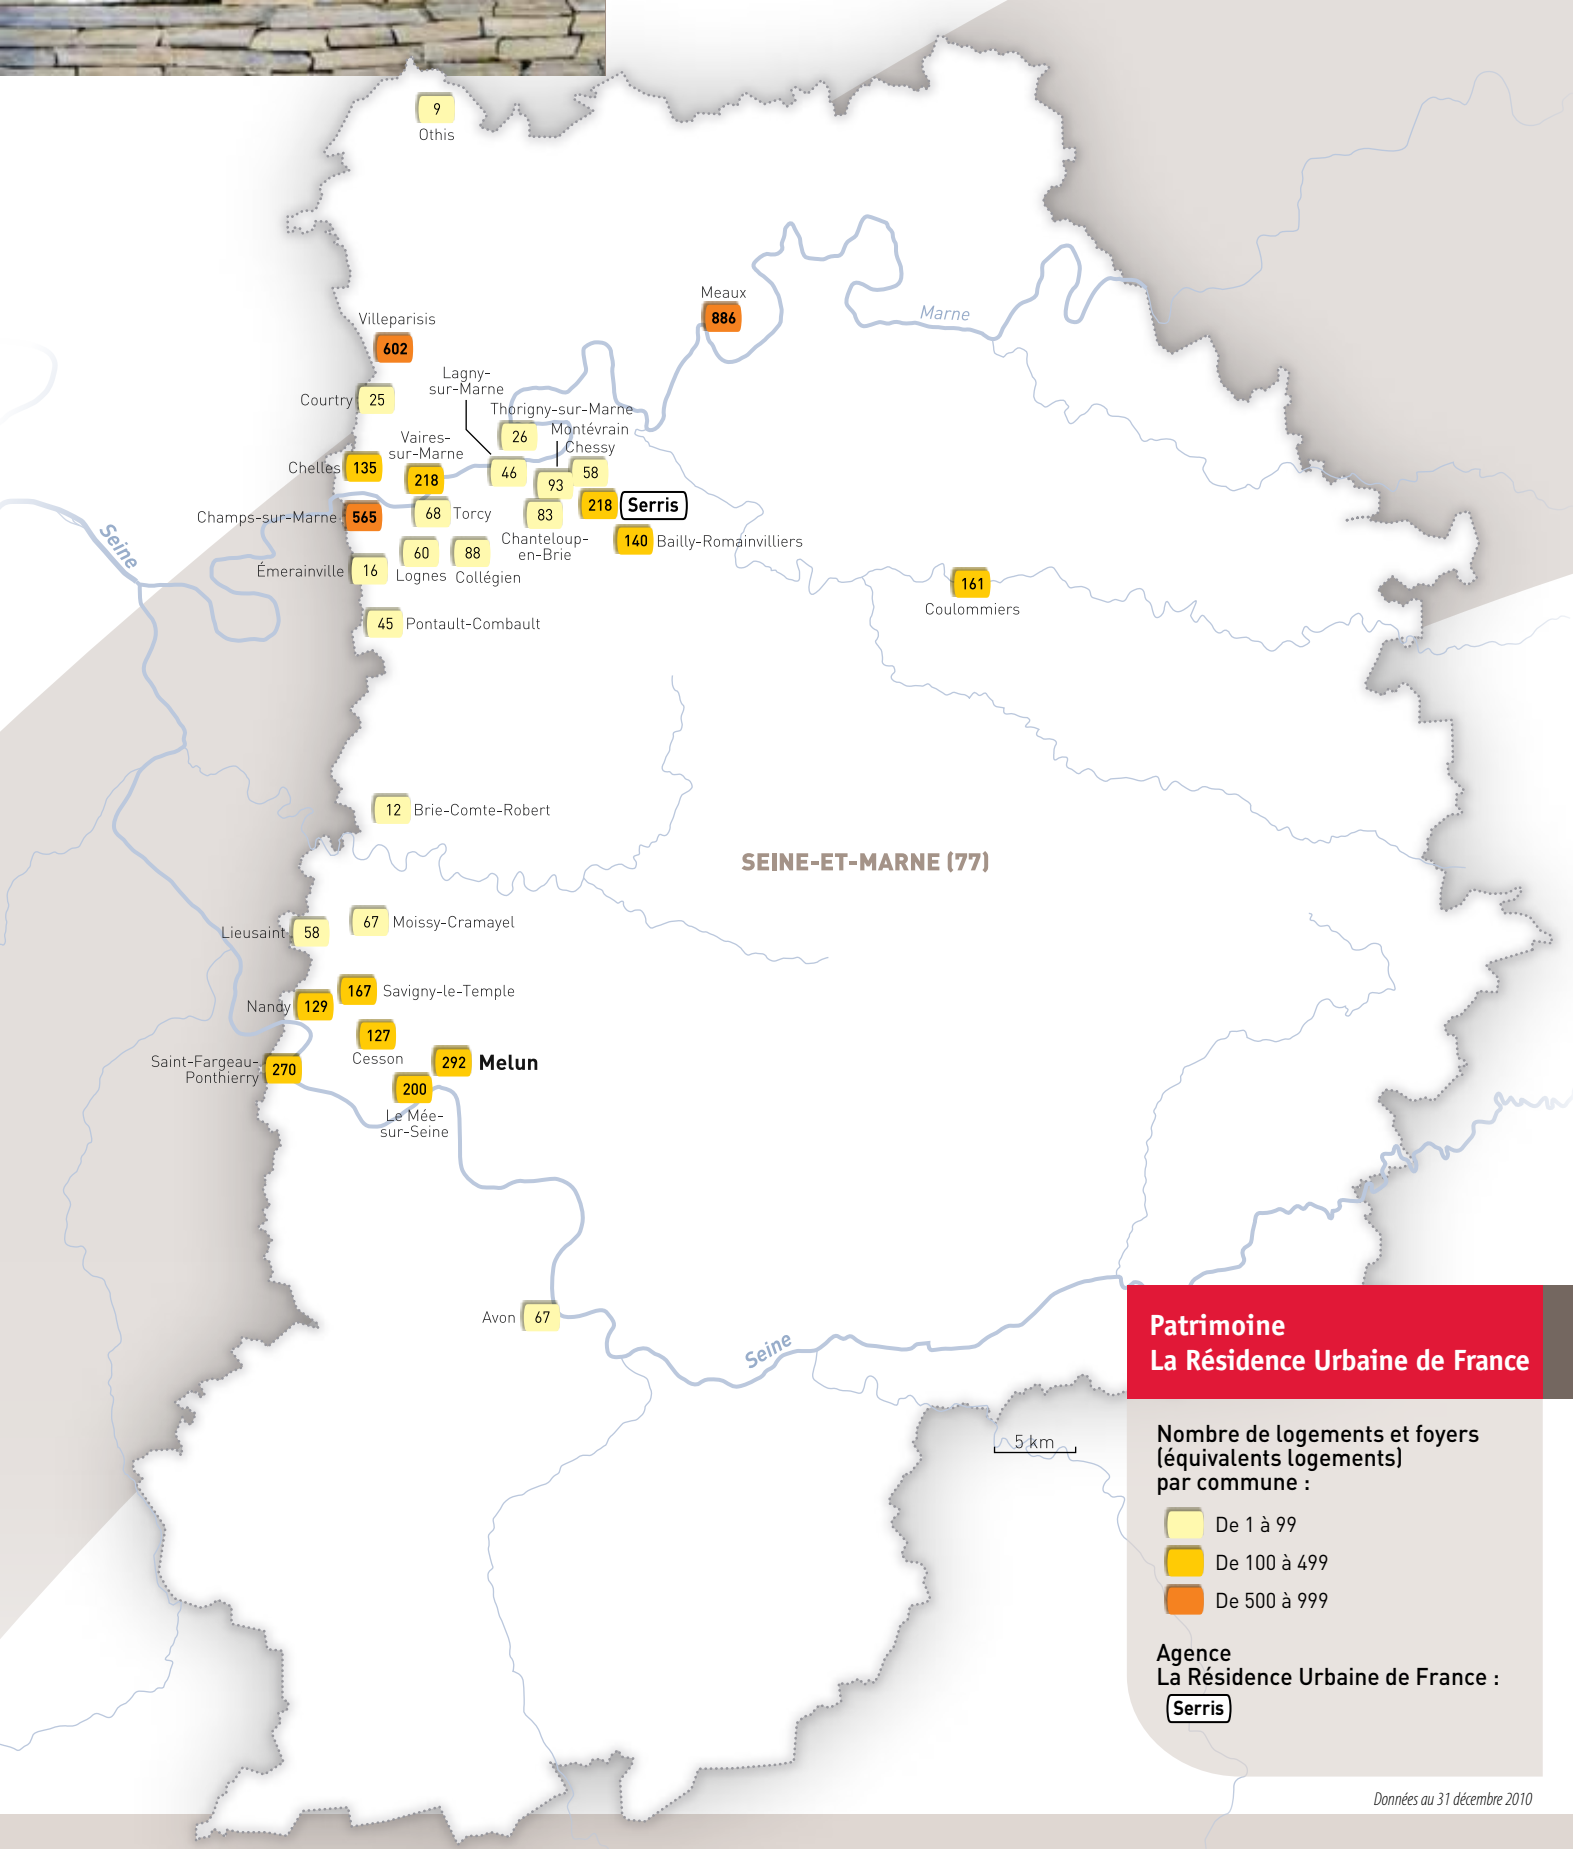 9
Othis
Meaux
886
Marne
Villeparisis
602
Lagny-
sur-Marne
Courtry
25
Thorigny-sur-Marne
26
Montévrain
Chessy
Vaires-
sur-Marne
Chelles
135
218
46
93
58
218
Serris
Champs-sur-Marne
565
68
Torcy
83
Chanteloup-
en-Brie
140
Bailly-Romainvilliers
Seine
60
Lognes
88
Collégien
Émerainville
16
161
Coulommiers
45
Pontault-Combault
12
Brie-Comte-Robert
SEINE-ET-MARNE (77)
67
Moissy-Cramayel
Lieusaint
58
167
Savigny-le-Temple
Nandy
129
127
Cesson
292
Melun
Saint-Fargeau-
Ponthierry
270
200
Le Mée-
sur-Seine
Avon
67
Seine
5 km
Patrimoine
La Résidence Urbaine de France
Nombre de logements et foyers
(équivalents logements)
par commune :
De 1 à 99
De 100 à 499
De 500 à 999
Agence
La Résidence Urbaine de France :
Serris
Données au 31 décembre 2010